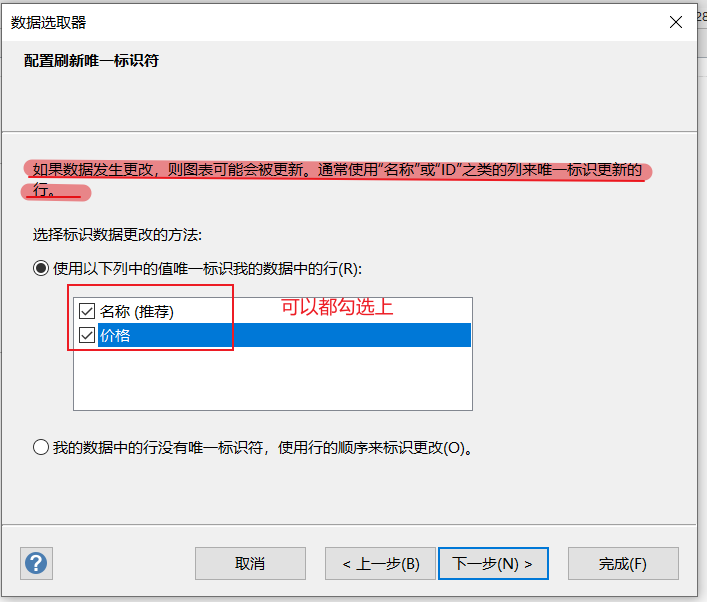 数据选取器
28
配置刷新唯一标识符
如果数据发生更改，则图表可能会被更新。通常使用“名称”或“ID”之类的列来唯一标识更新的
行。
选择标识数据更改的方法:
使用以下列中的值唯一标识我的数据中的行(R):
名称 (推荐)
可以都勾选上
价格
我的数据中的行没有唯一标识符，使用行的顺序来标识更改(O)。
? 取消 < 上一步(B) 下一步(N) > 完成(F)